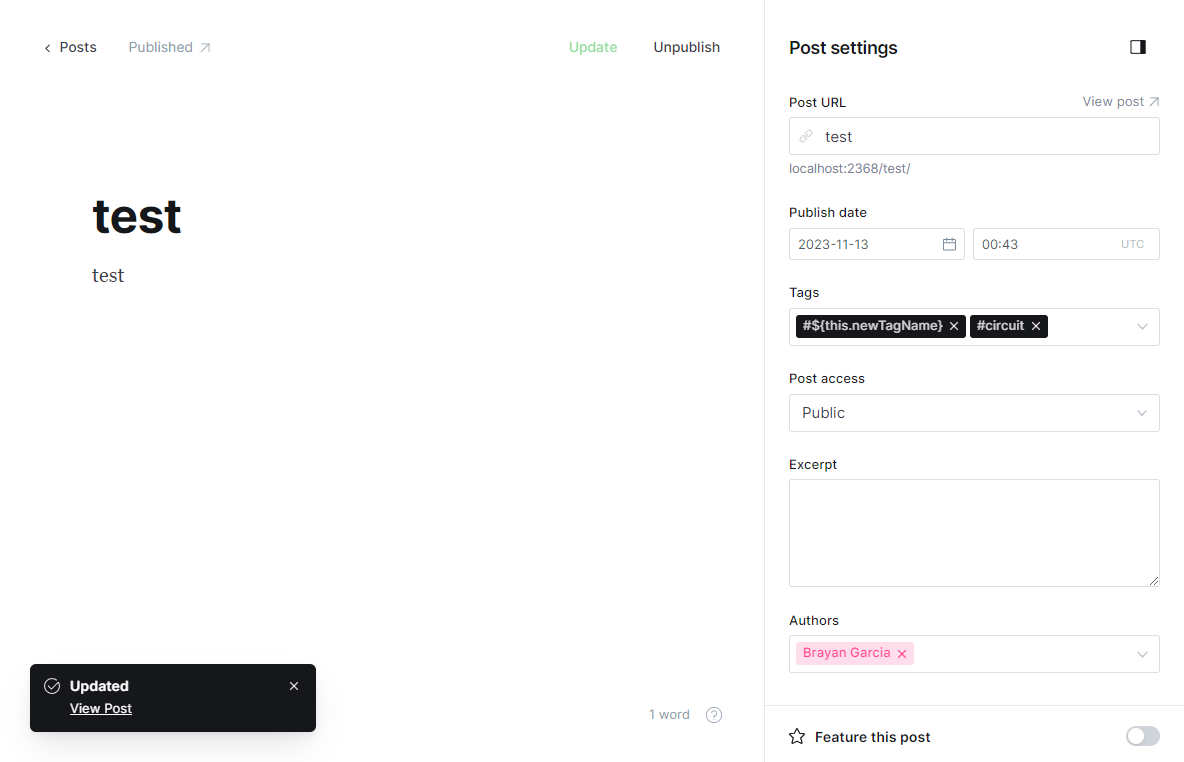 Posts Published Update Unpublish
test
test
Updated
View Post
1 word
Post settings
Post URL View post
test
localhost:2368/test/
Publish date
2023-11-13 00:43 UTC
Tags
#${this.newTagName} #circuit
Post access
Public
Excerpt
Authors
Brayan Garcia
Feature this post